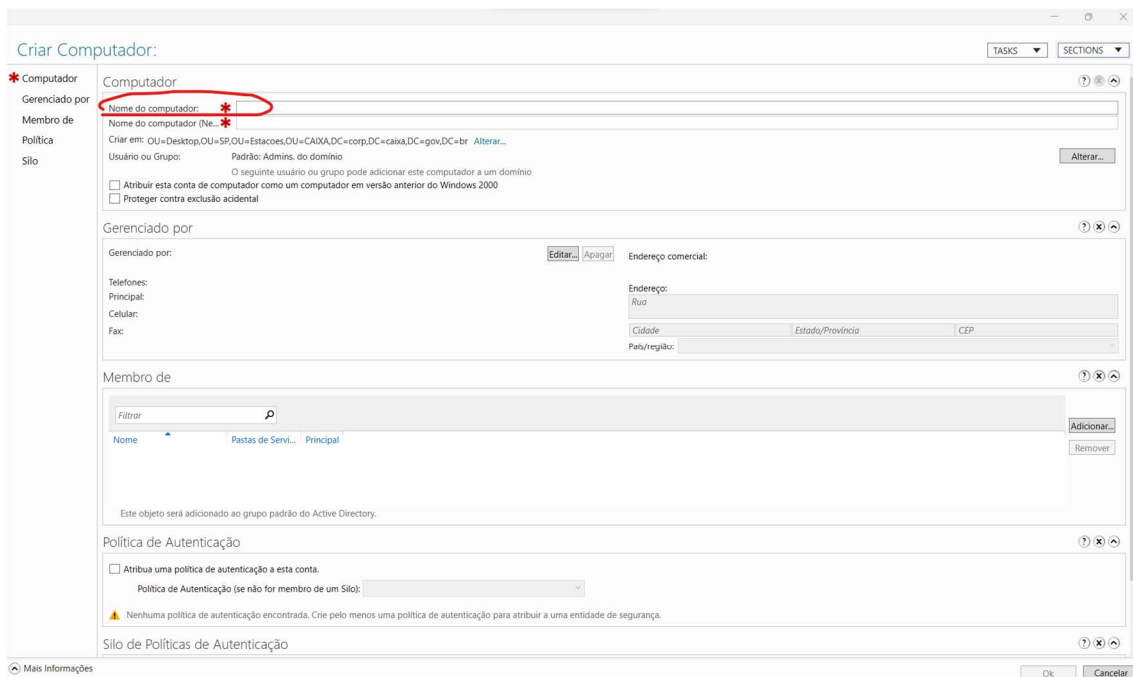 Criar Computador:
TASKS
SECTIONS
Computador
Gerenciado por
Membro de
Política
Silo
Computador
Nome do computador:
Nome do computador (Ne...
Criar em: OU=Desktop,OU=SP,OU=Estacoes,OU=CAIXA,DC=corp,DC=caixa,DC=gov,DC=br Alterar...
Usuário ou Grupo: Padrão: Admins. do domínio Alterar...
O seguinte usuário ou grupo pode adicionar este computador a um domínio
Atribuir esta conta de computador como um computador em versão anterior do Windows 2000
Proteger contra exclusão acidental
Gerenciado por
Gerenciado por: Editar... Apagar Endereço comercial:
Telefones:
Principal:
Celular:
Fax:
Endereço:
Rua
Cidade Estado/Província CEP
País/região:
Membro de
Filtrar
Adicionar...
Nome Pastas de Servi... Principal
Remover
Este objeto será adicionado ao grupo padrão do Active Directory.
Política de Autenticação
Atribua uma política de autenticação a esta conta.
Política de Autenticação (se não for membro de um Silo):
Nenhuma política de autenticação encontrada. Crie pelo menos uma política de autenticação para atribuir a uma entidade de segurança.
Silo de Políticas de Autenticação
Mais Informações
Ok Cancelar